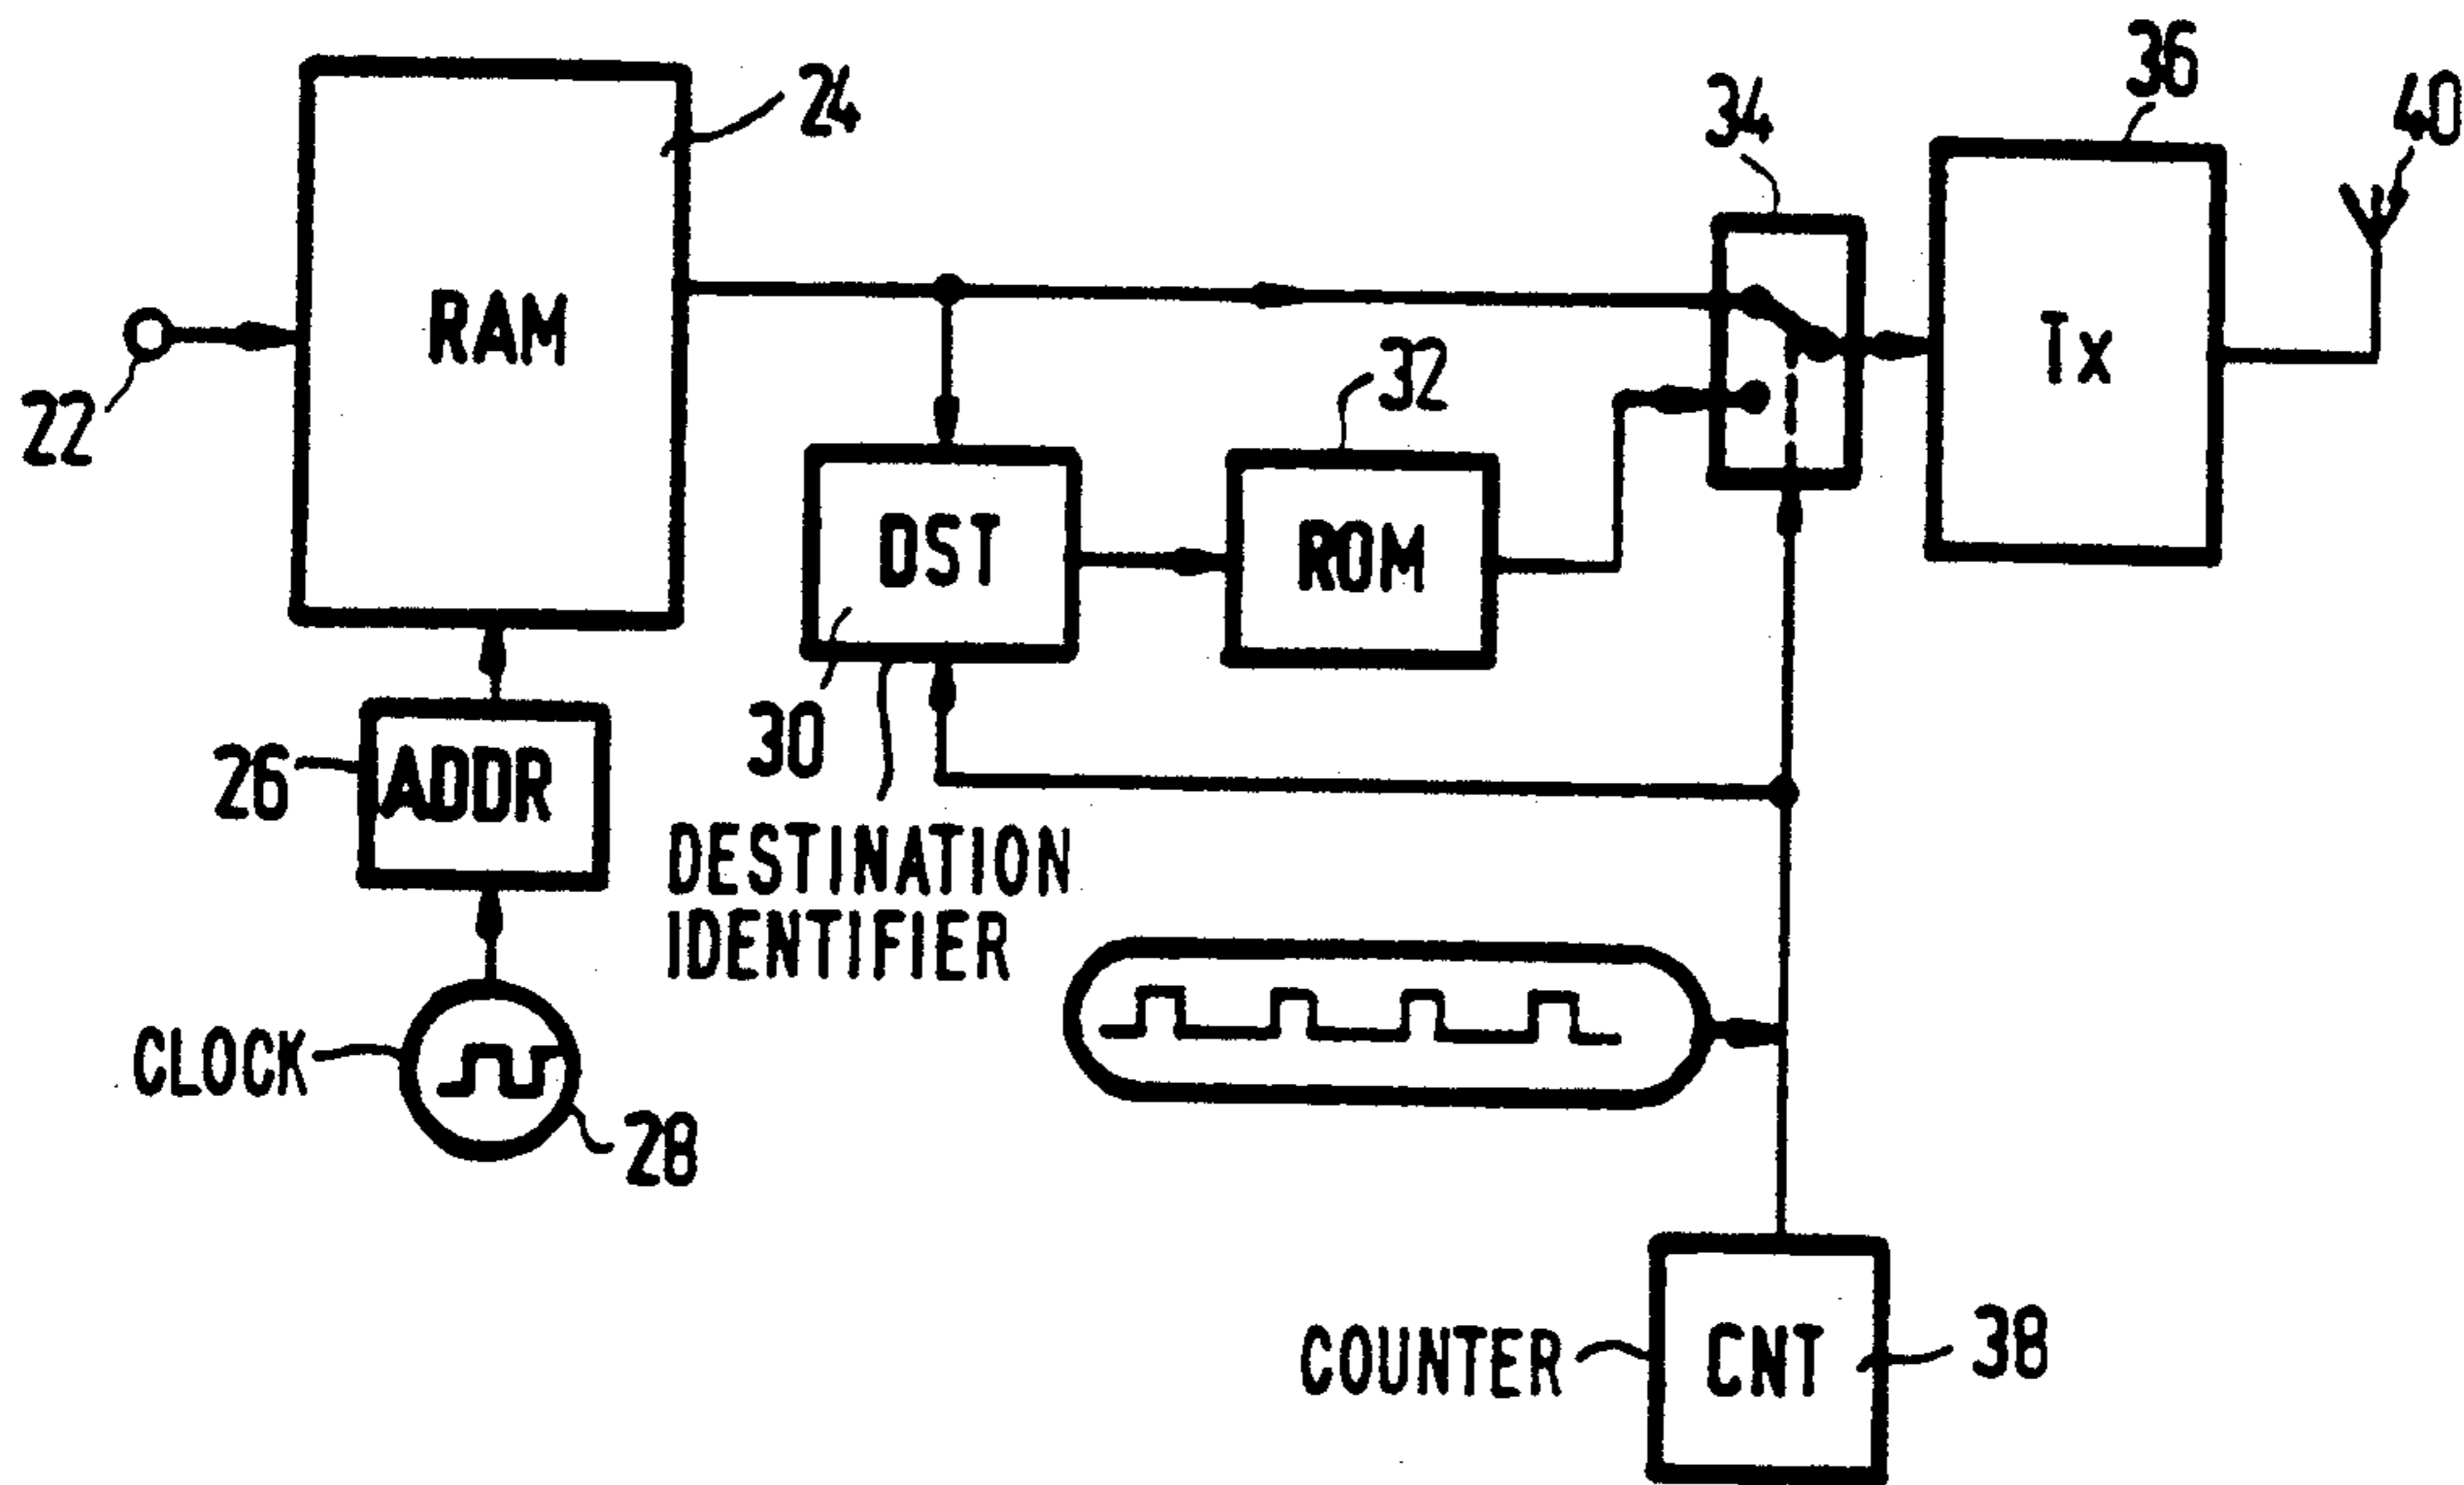 36
40
34
24
RAM
Tx
32
22
DST
ROM
30
26
ADDR
DESTINATION
IDENTIFIER
CLOCK
28
COUNTER
CNT
38